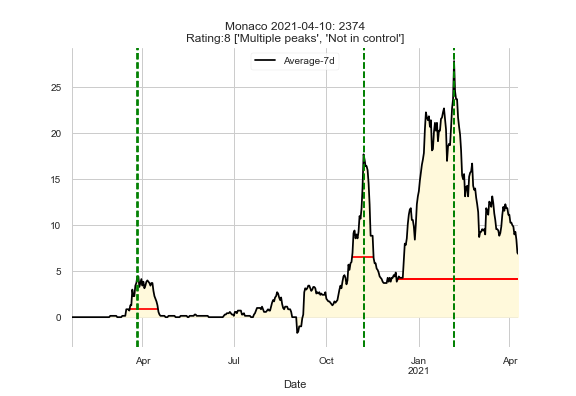 Monaco 2021-04-10: 2374
Rating:8 ['Multiple peaks', 'Not in control']
Average-7d
25
20
15
10
5
0
Apr
Jul
Oct
Jan
2021
Apr
Date